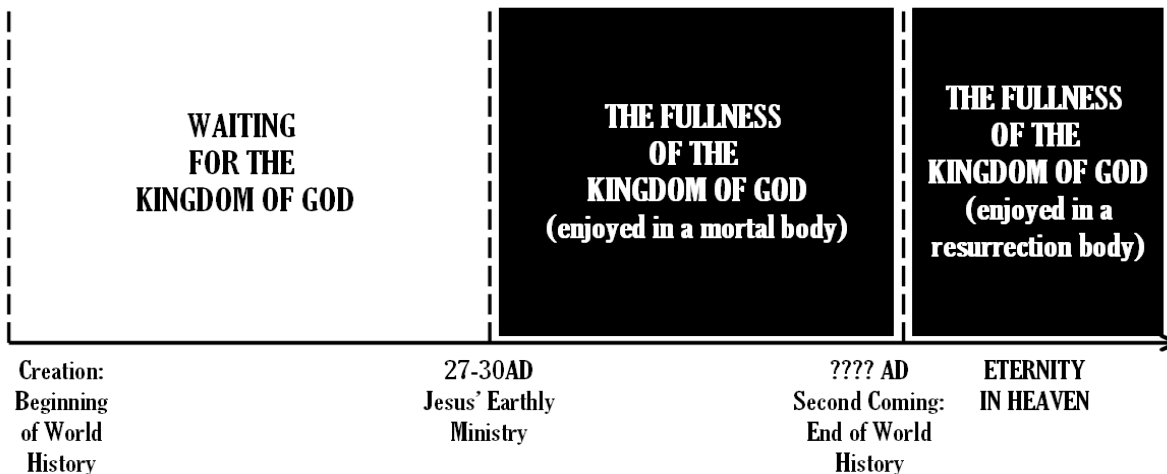 WAITING
FOR THE
KINGDOM OF GOD
THE FULLNESS
OF THE
KINGDOM OF GOD
(enjoyed in a mortal body)
THE FULLNESS
OF THE
KINGDOM OF GOD
(enjoyed in a
resurrection body)
Creation:
Beginning
of World
History
27-30AD
Jesus' Earthly
Ministry
???? AD
Second Coming:
End of World
History
ETERNITY
IN HEAVEN